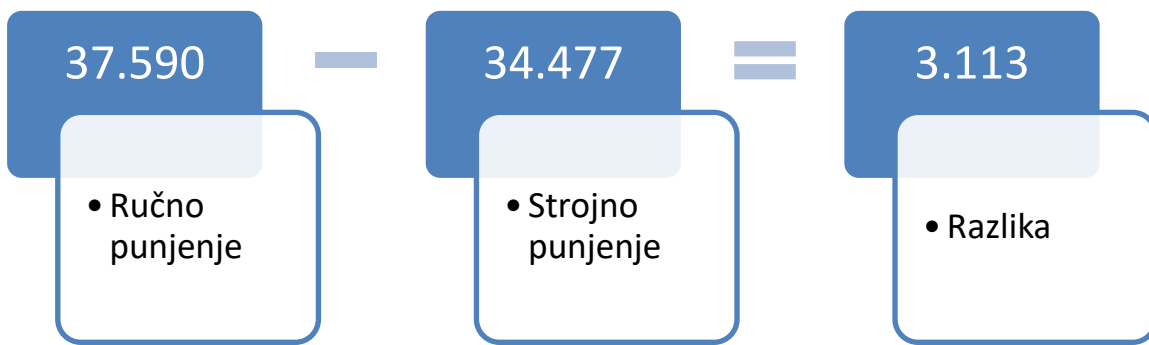 37.590
• Ručno
punjenje
34.477
• Strojno
punjenje
3.113
• Razlika